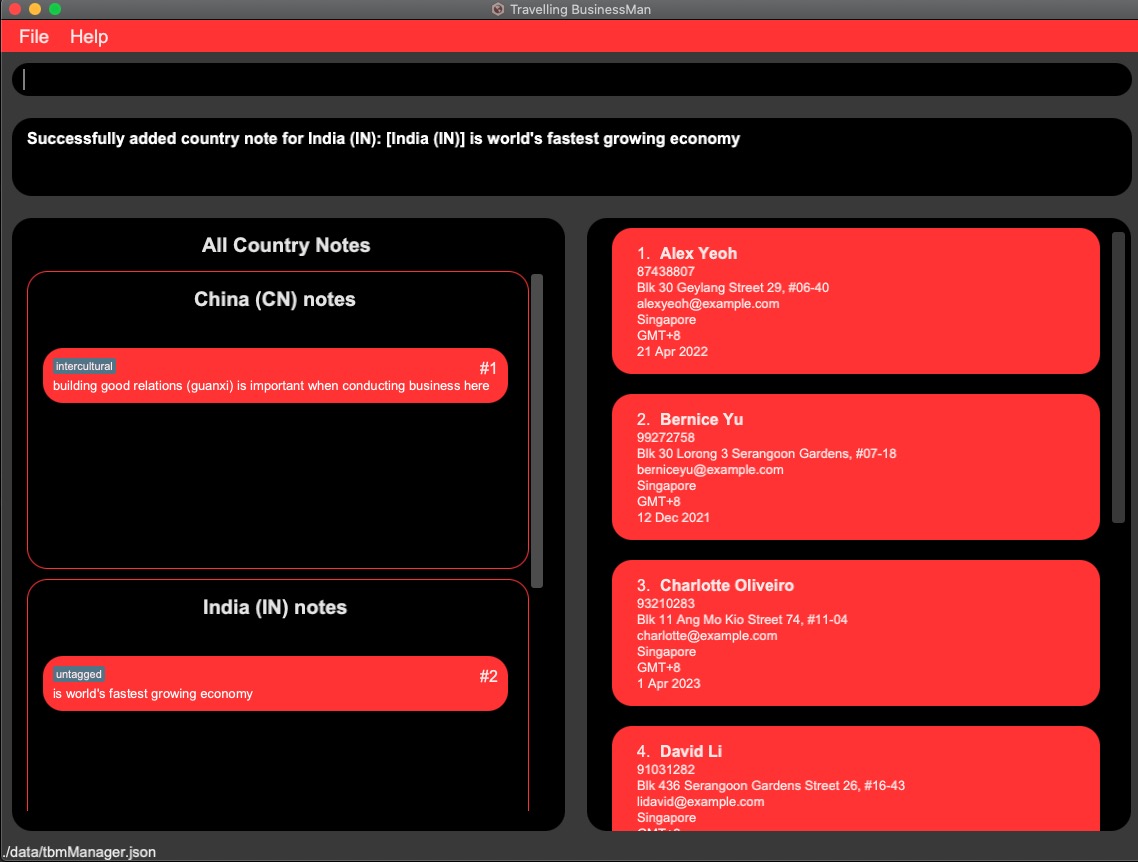 Travelling BusinessMan
File Help
Successfully added country note for India (IN): [India (IN)] is world's fastest growing economy
All Country Notes
China (CN) notes
intercultural
#1
building good relations (guanxi) is important when conducting business here
India (IN) notes
untagged
#2
is world's fastest growing economy
1. Alex Yeoh
87438807
Blk 30 Geylang Street 29, #06-40
alexyeoh@example.com
Singapore
GMT+8
21 Apr 2022
2. Bernice Yu
99272758
Blk 30 Lorong 3 Serangoon Gardens, #07-18
berniceyu@example.com
Singapore
GMT+8
12 Dec 2021
3. Charlotte Oliveiro
93210283
Blk 11 Ang Mo Kio Street 74, #11-04
charlotte@example.com
Singapore
GMT+8
1 Apr 2023
4. David Li
91031282
Blk 436 Serangoon Gardens Street 26, #16-43
lidavid@example.com
Singapore
./data/tbmManager.json